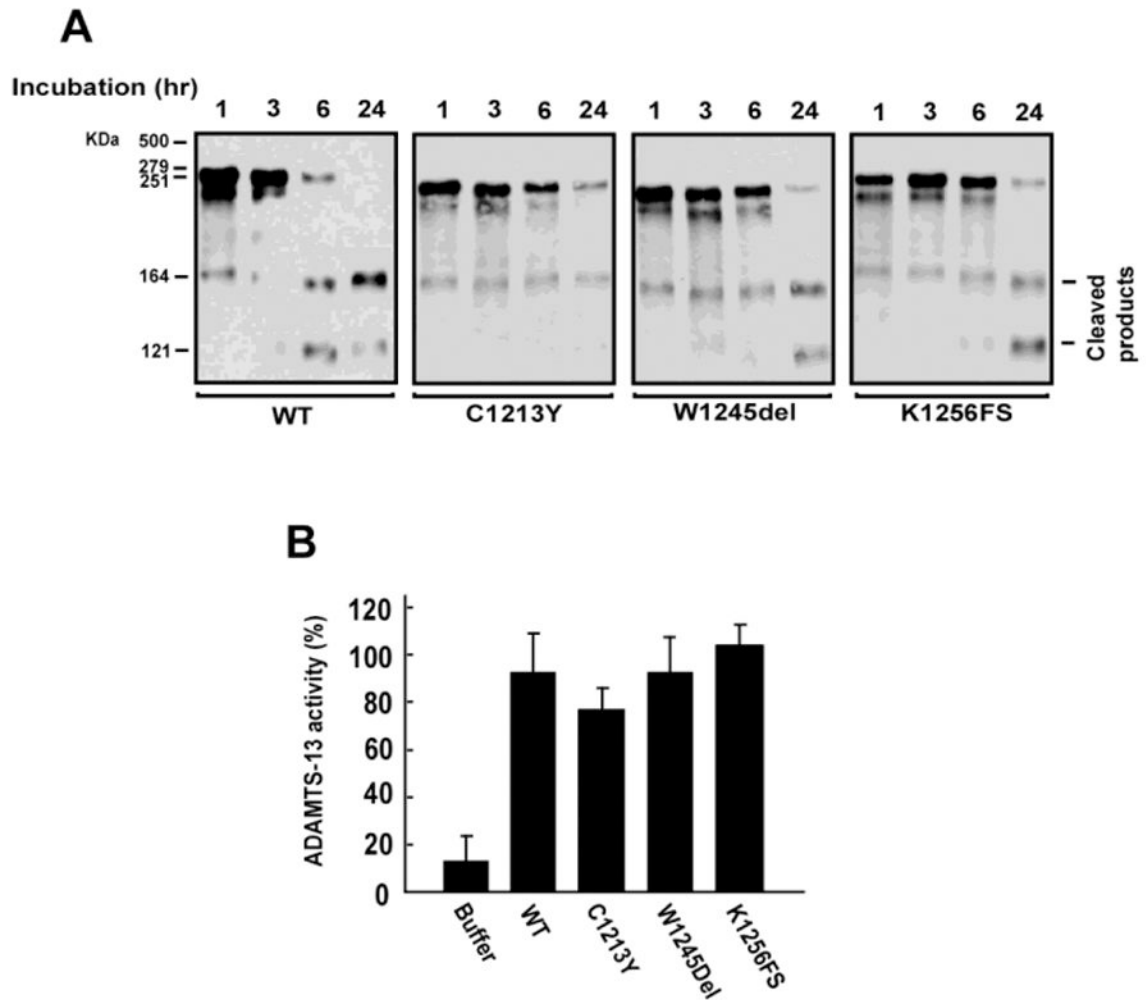 A
Incubation (hr)
1 3 6 24 1 3 6 24 1 3 6 24 1 3 6 24
KDa
500
279
251
164
121
Cleaved products
WT C1213Y W1245del K1256FS
B
ADAMTS-13 activity (%)
120
100
80
60
40
20
0
Buffer
WT
C1213Y
W1245Del
K1256FS